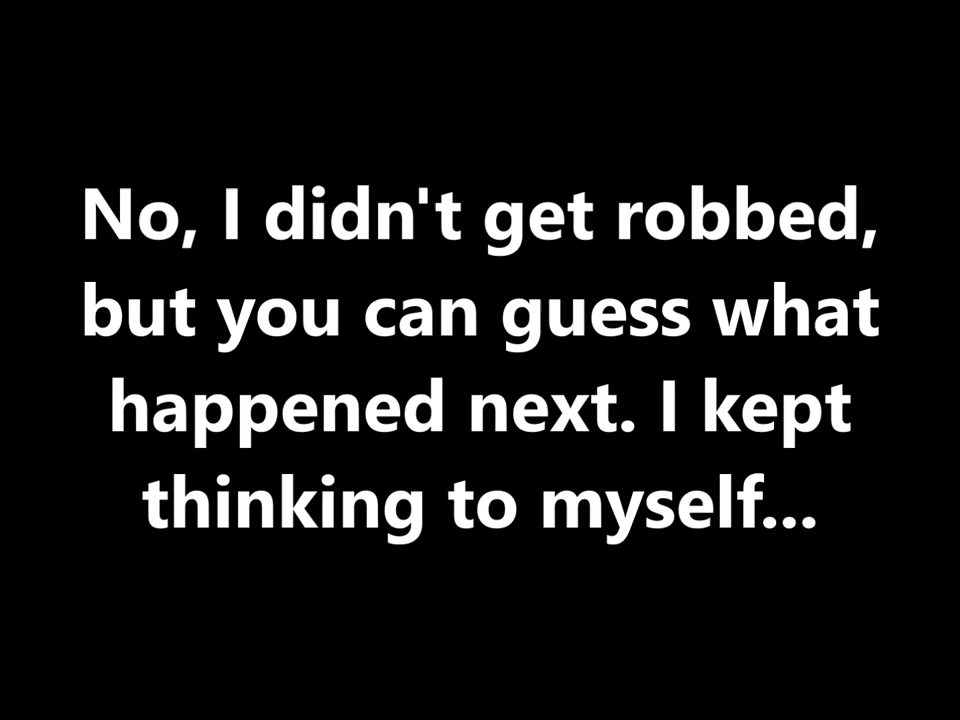 No, I didn't get robbed,
but you can guess what
happened next. I kept
thinking to myself...